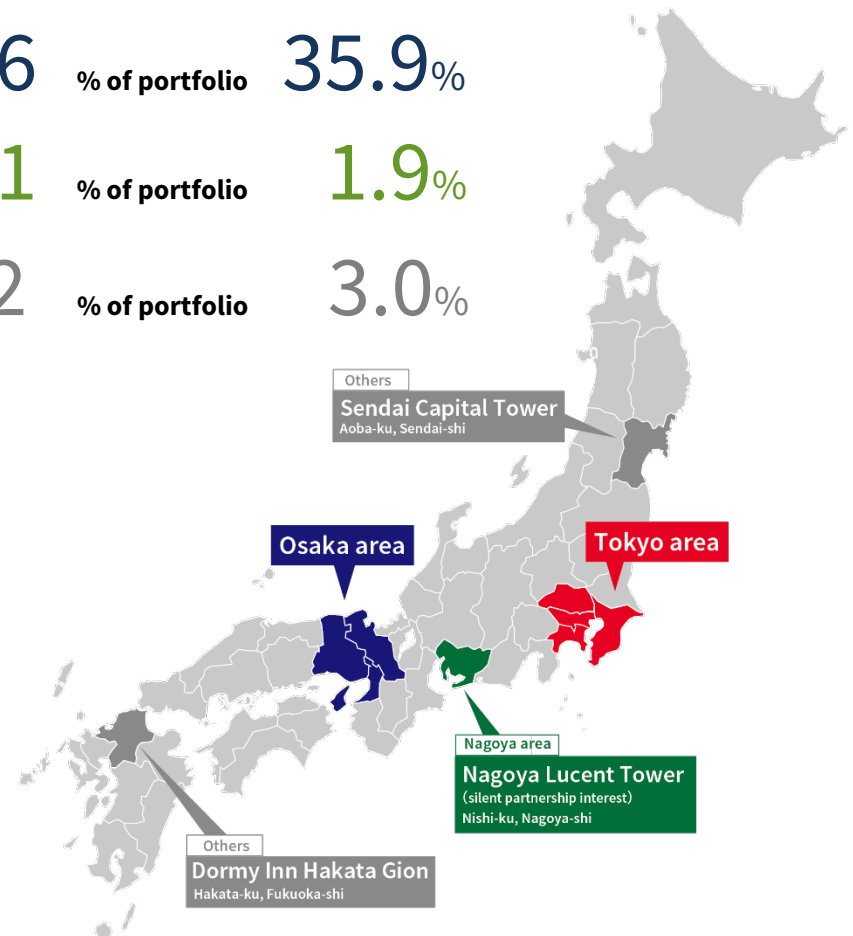 6 % of portfolio 35.9%
1 % of portfolio 1.9%
2 % of portfolio 3.0%
Others
Sendai Capital Tower
Aoba-ku, Sendai-shi
Osaka area
Tokyo area
Nagoya area
Nagoya Lucent Tower
(silent partnership interest)
Nishi-ku, Nagoya-shi
Others
Dormy Inn Hakata Gion
Hakata-ku, Fukuoka-shi